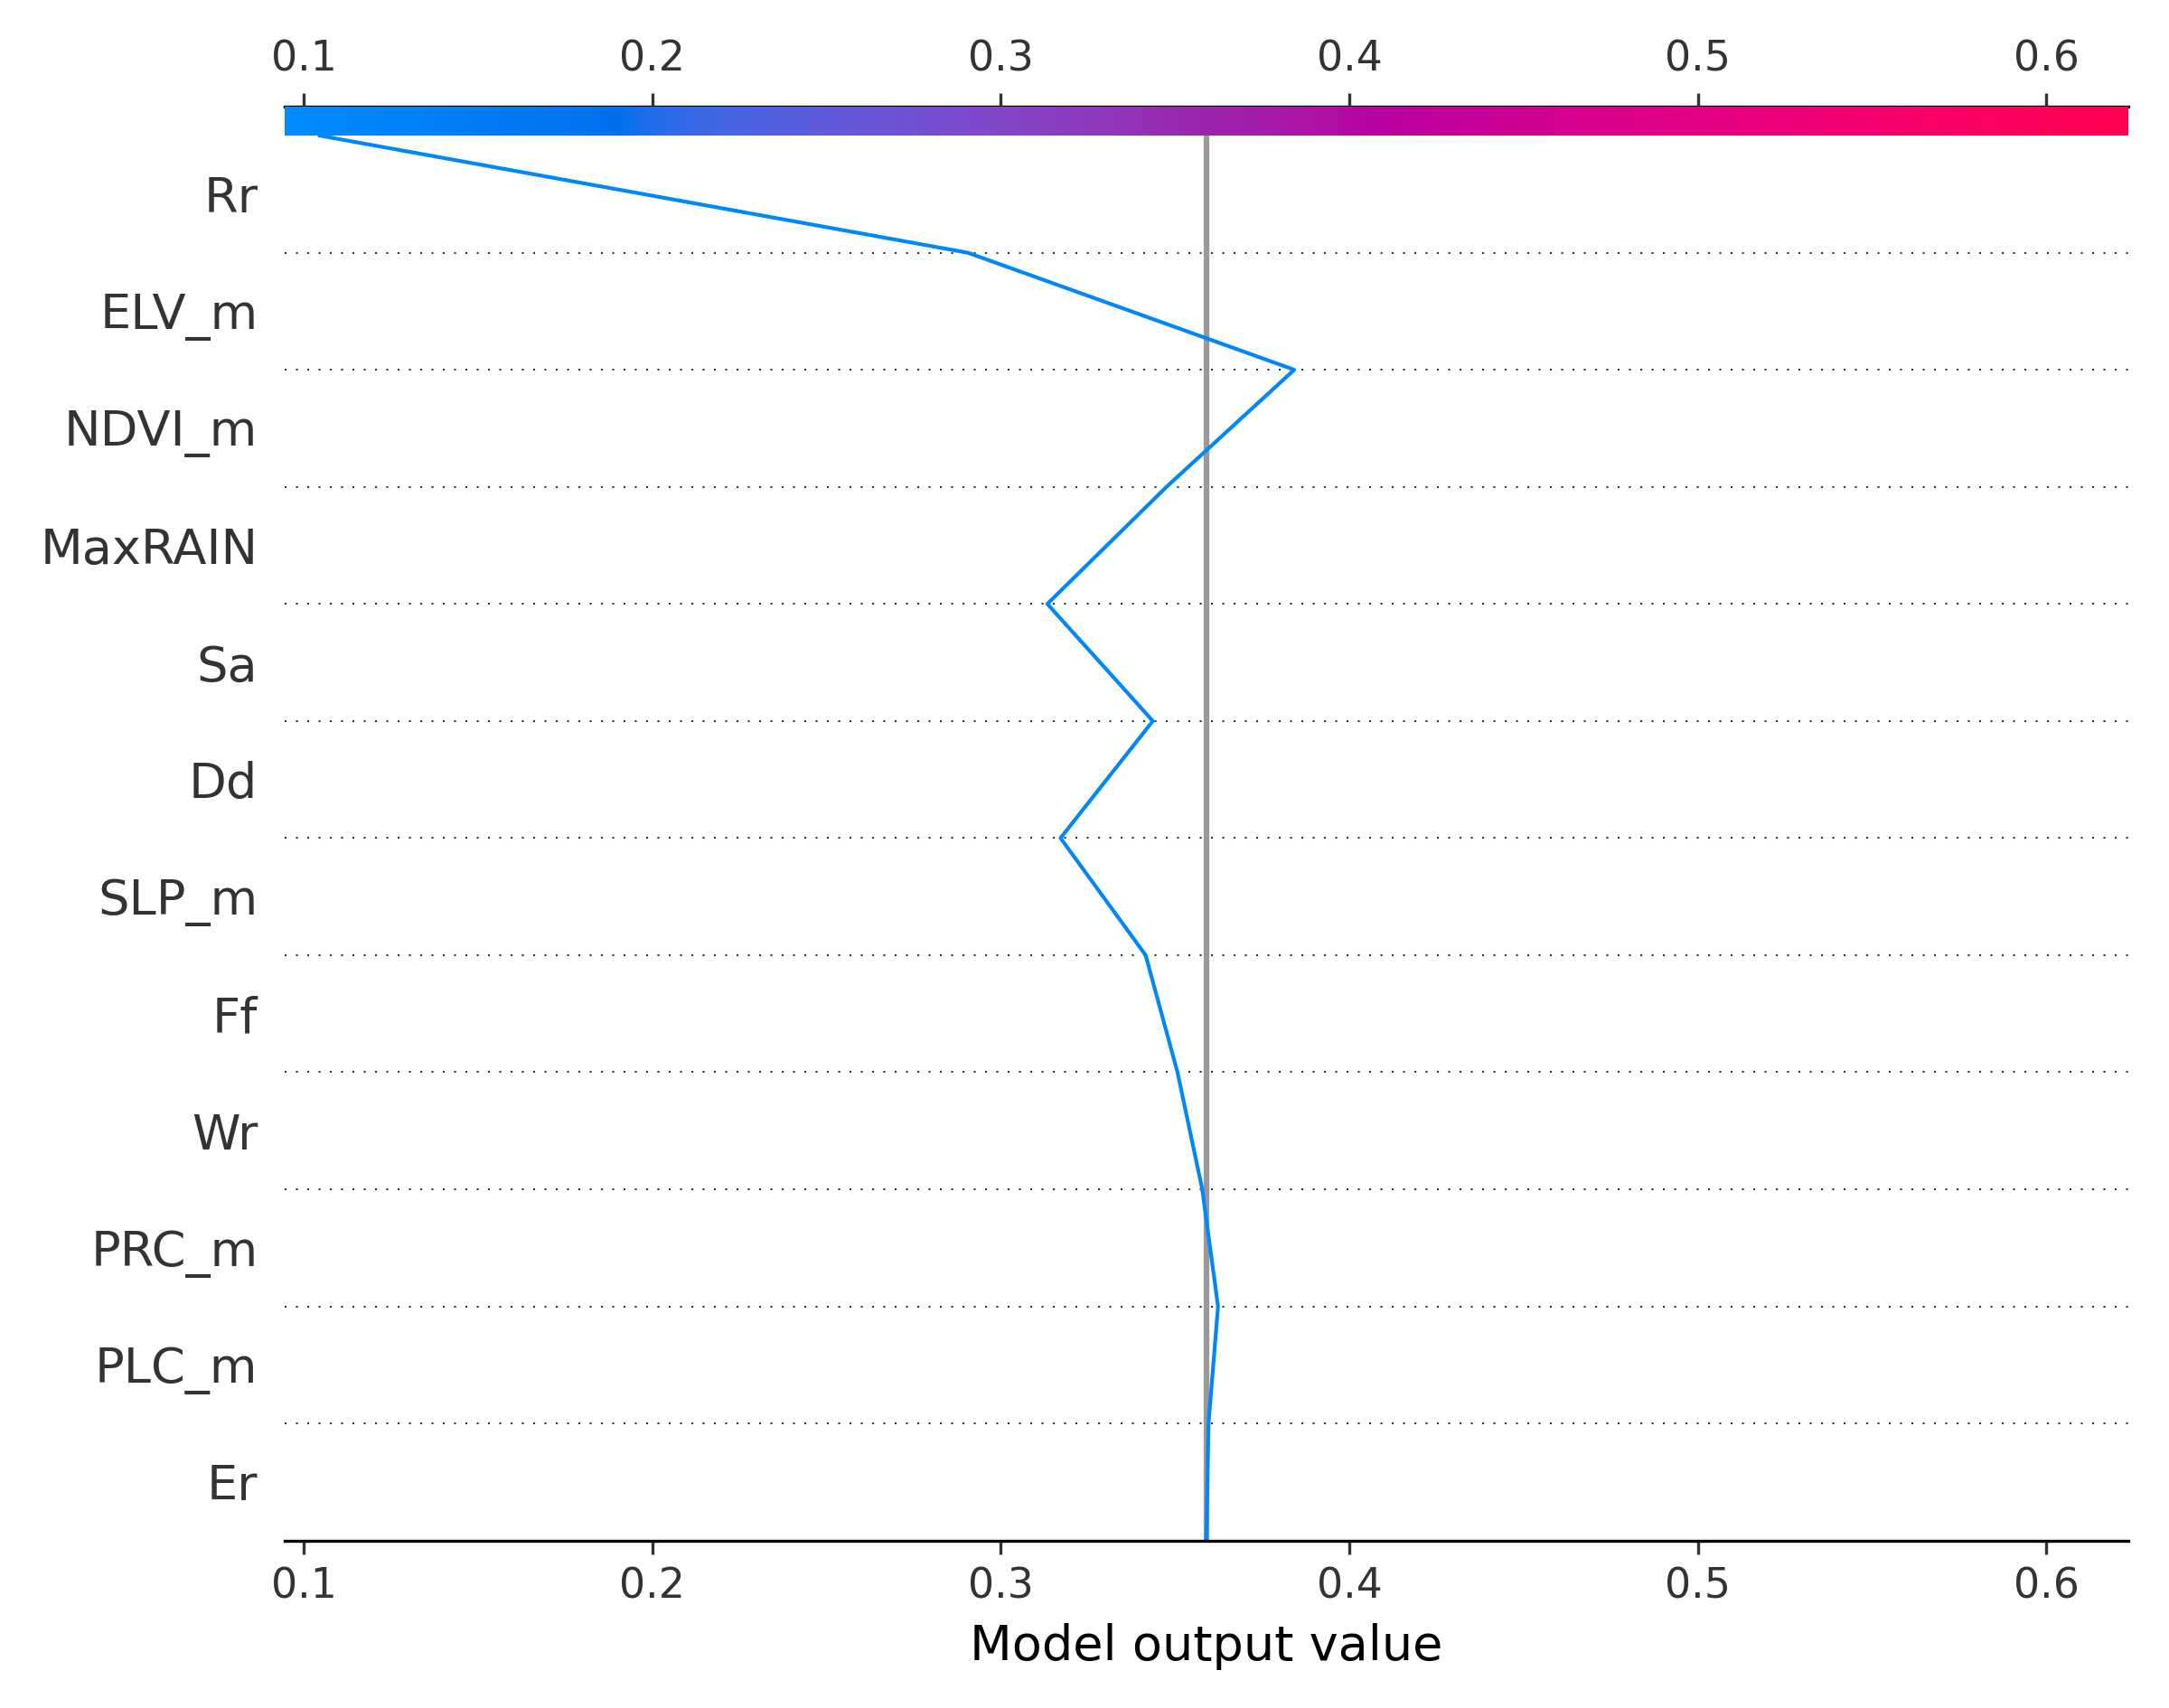 0.1 0.2 0.3 0.4 0.5 0.6
Rr
ELV_m
NDVI_m
MaxRAIN
Sa
Dd
SLP_m
Ff
Wr
PRC_m
PLC_m
Er
0.1 0.2 0.3 0.4 0.5 0.6
Model output value